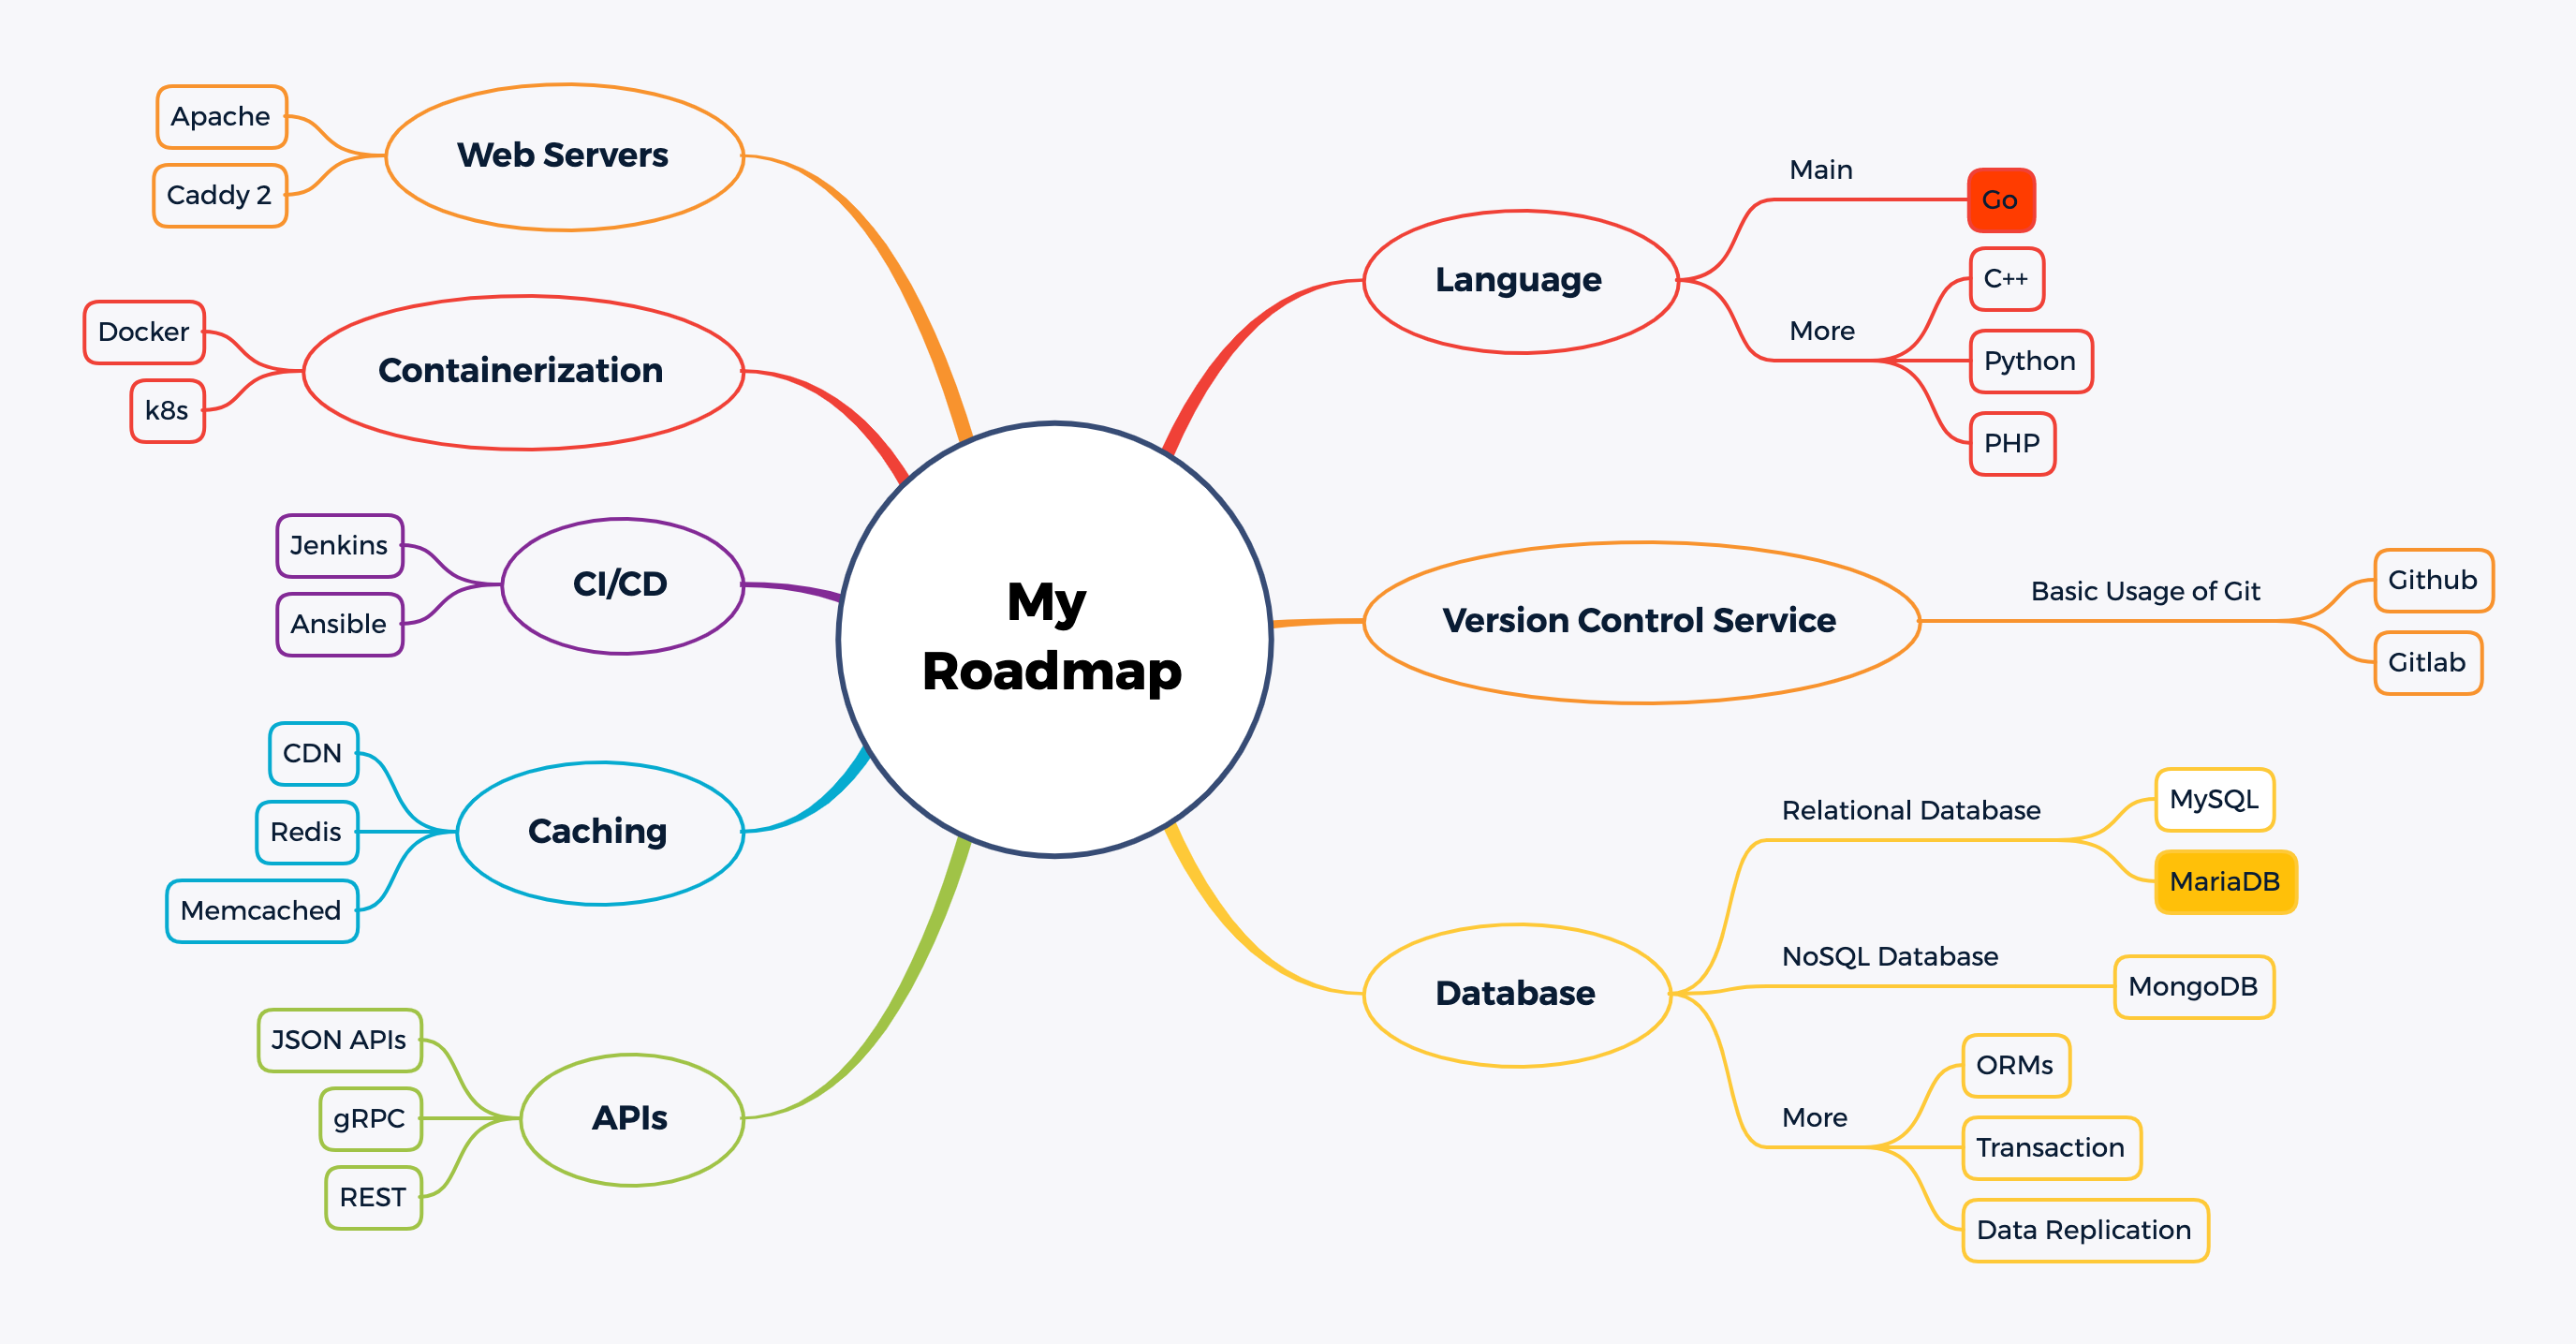 My
Roadmap
Language
Main
Go
More
C++
Python
PHP
Version Control Service
Basic Usage of Git
Github
Gitlab
Database
Relational Database
MySQL
MariaDB
NoSQL Database
MongoDB
More
ORMs
Transaction
Data Replication
Web Servers
Apache
Caddy 2
Containerization
Docker
k8s
CI/CD
Jenkins
Ansible
Caching
CDN
Redis
Memcached
APIs
JSON APIs
gRPC
REST